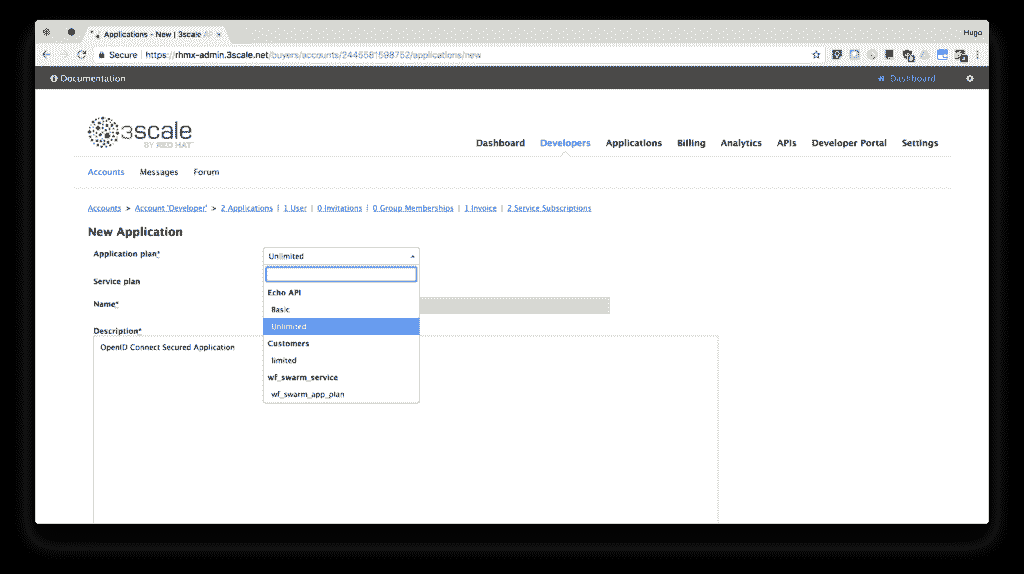 Applications - New | 3scale AP
Hugo
Secure https://rhmx-admin.3scale.net/buyers/accounts/2445581598752/applications/new
Documentation
Dashboard
3scale
BY RED HAT
Dashboard Developers Applications Billing Analytics APIs Developer Portal Settings
Accounts Messages Forum
Accounts > Account 'Developer' > 2 Applications | 1 User | 0 Invitations | 0 Group Memberships | 1 Invoice | 2 Service Subscriptions
New Application
Application plan* Unlimited
Service plan
Echo API
Name*
Basic
Unlimited
Description*
Customers
OpenID Connect Secured Application
limited
wf_swarm_service
wf_swarm_app_plan